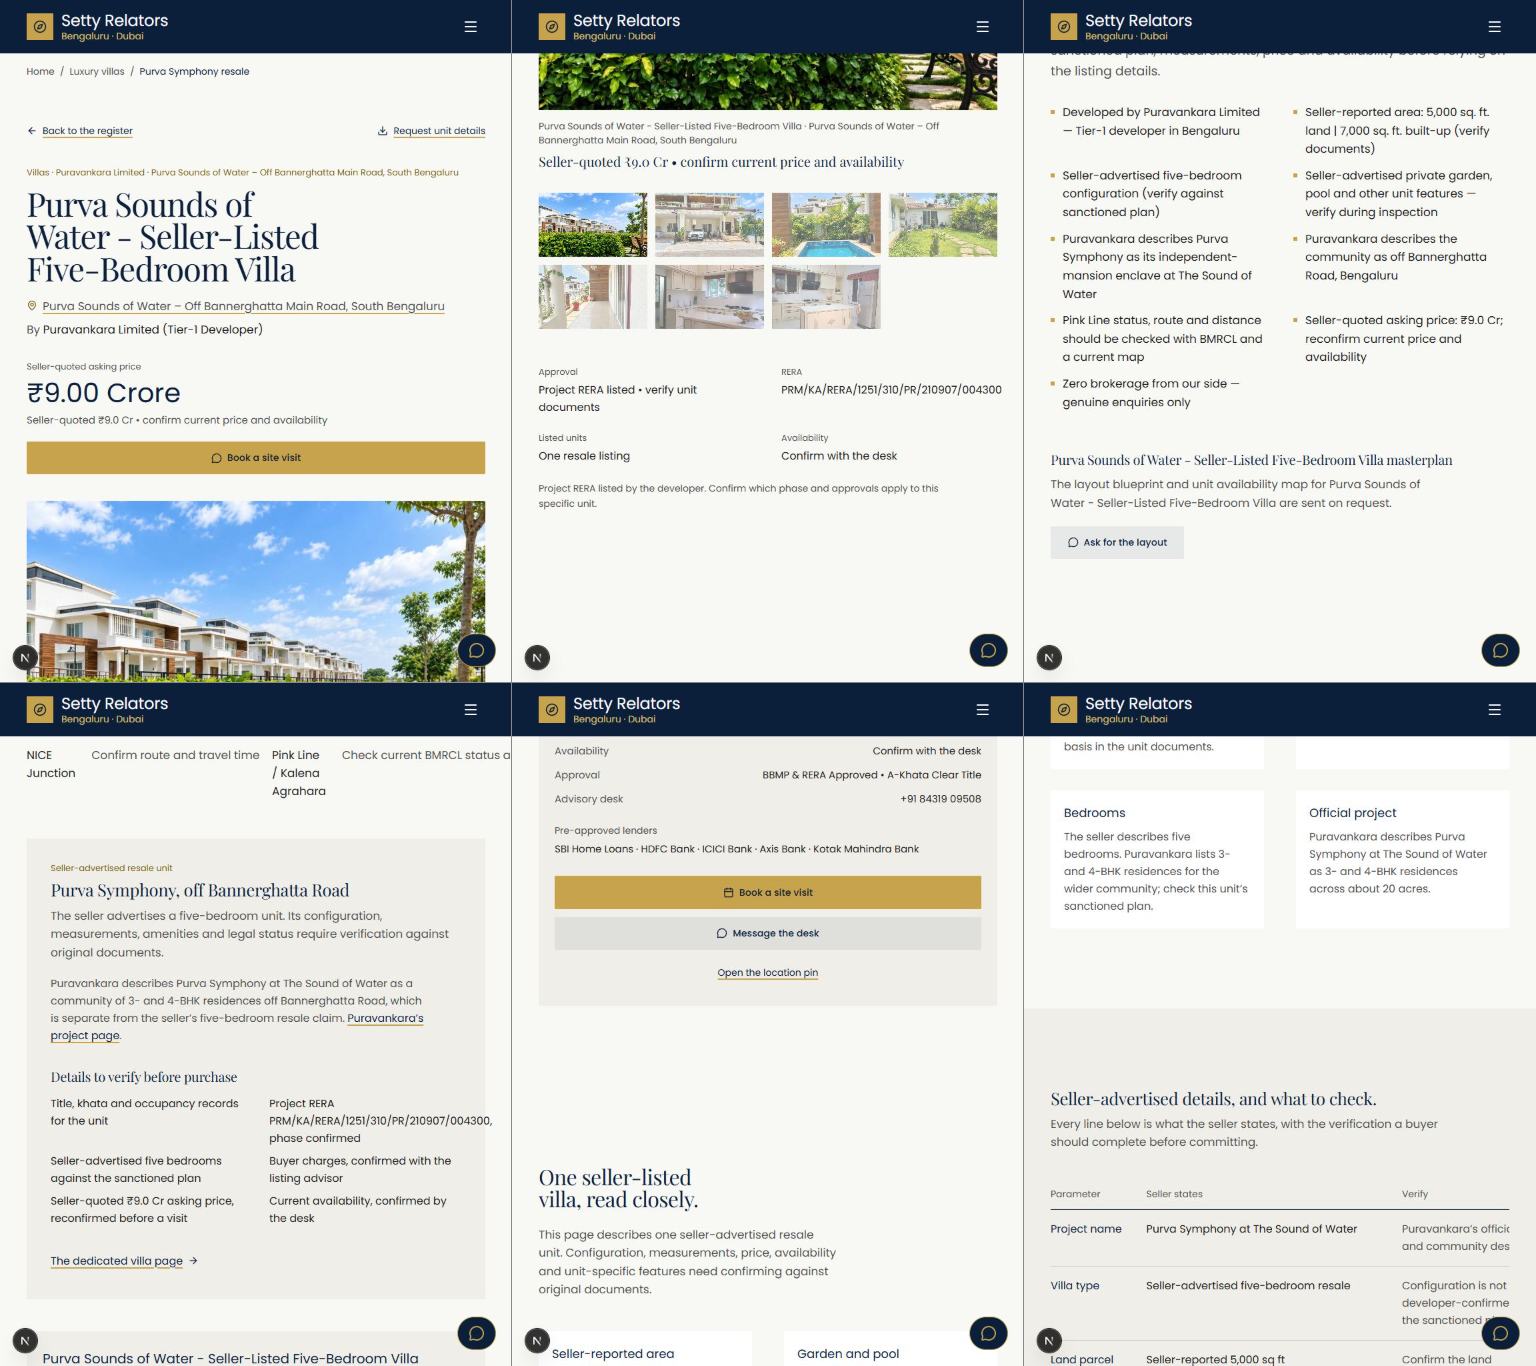 Setty Relators
Bengaluru · Dubai
Home / Luxury villas / Purva Symphony resale
Back to the register
Request unit details
Villas · Puravankara Limited · Purva Sounds of Water – Off Bannerghatta Main Road, South Bengaluru
Purva Sounds of
Water - Seller-Listed
Five-Bedroom Villa
Purva Sounds of Water – Off Bannerghatta Main Road, South Bengaluru
By Puravankara Limited (Tier-1 Developer)
Seller-quoted asking price
₹9.00 Crore
Seller-quoted ₹9.0 Cr • confirm current price and availability
Book a site visit
N
Setty Relators
Bengaluru · Dubai
Purva Sounds of Water - Seller-Listed Five-Bedroom Villa · Purva Sounds of Water – Off
Bannerghatta Main Road, South Bengaluru
Seller-quoted ₹9.0 Cr • confirm current price and availability
Approval
Project RERA listed • verify unit
documents
RERA
PRM/KA/RERA/1251/310/PR/210907/004300
Listed units
One resale listing
Availability
Confirm with the desk
Project RERA listed by the developer. Confirm which phase and approvals apply to this
specific unit.
N
Setty Relators
Bengaluru · Dubai
sanctioned plan, measurements, price and availability before relying on
the listing details.
Developed by Puravankara Limited
— Tier-1 developer in Bengaluru
Seller-reported area: 5,000 sq. ft.
land | 7,000 sq. ft. built-up (verify
documents)
Seller-advertised five-bedroom
configuration (verify against
sanctioned plan)
Seller-advertised private garden,
pool and other unit features —
verify during inspection
Puravankara describes Purva
Symphony as its independent-
mansion enclave at The Sound of
Water
Puravankara describes the
community as off Bannerghatta
Road, Bengaluru
Pink Line status, route and distance
should be checked with BMRCL and
a current map
Seller-quoted asking price: ₹9.0 Cr;
reconfirm current price and
availability
Zero brokerage from our side —
genuine enquiries only
Purva Sounds of Water - Seller-Listed Five-Bedroom Villa masterplan
The layout blueprint and unit availability map for Purva Sounds of
Water - Seller-Listed Five-Bedroom Villa are sent on request.
Ask for the layout
N
Setty Relators
Bengaluru · Dubai
NICE
Junction
Confirm route and travel time
Pink Line
/ Kalena
Agrahara
Check current BMRCL status a
Seller-advertised resale unit
Purva Symphony, off Bannerghatta Road
The seller advertises a five-bedroom unit. Its configuration,
measurements, amenities and legal status require verification against
original documents.
Puravankara describes Purva Symphony at The Sound of Water as a
community of 3- and 4-BHK residences off Bannerghatta Road, which
is separate from the seller's five-bedroom resale claim. Puravankara's
project page.
Details to verify before purchase
Title, khata and occupancy records
for the unit
Project RERA
PRM/KA/RERA/1251/310/PR/210907/004300,
phase confirmed
Seller-advertised five bedrooms
against the sanctioned plan
Buyer charges, confirmed with the
listing advisor
Seller-quoted ₹9.0 Cr asking price,
reconfirmed before a visit
Current availability, confirmed by
the desk
The dedicated villa page
N
Purva Sounds of Water - Seller-Listed Five-Bedroom Villa
Setty Relators
Bengaluru · Dubai
Availability
Confirm with the desk
Approval
BBMP & RERA Approved • A-Khata Clear Title
Advisory desk
+91 84319 09508
Pre-approved lenders
SBI Home Loans · HDFC Bank · ICICI Bank · Axis Bank · Kotak Mahindra Bank
Book a site visit
Message the desk
Open the location pin
One seller-listed
villa, read closely.
This page describes one seller-advertised resale
unit. Configuration, measurements, price, availability
and unit-specific features need confirming against
original documents.
N
Seller-reported area
Garden and pool
Setty Relators
Bengaluru · Dubai
basis in the unit documents.
Bedrooms
The seller describes five
bedrooms. Puravankara lists 3-
and 4-BHK residences for the
wider community; check this unit's
sanctioned plan.
Official project
Puravankara describes Purva
Symphony at The Sound of Water
as 3- and 4-BHK residences
across about 20 acres.
Seller-advertised details, and what to check.
Every line below is what the seller states, with the verification a buyer
should complete before committing.
Parameter
Seller states
Verify
Project name
Purva Symphony at The Sound of Water
Puravankara's offic
and community des
Villa type
Seller-advertised five-bedroom resale
Configuration is not
developer-confirme
the sanctioned
N
Land parcel
Seller-reported 5,000 sq ft
Confirm the land